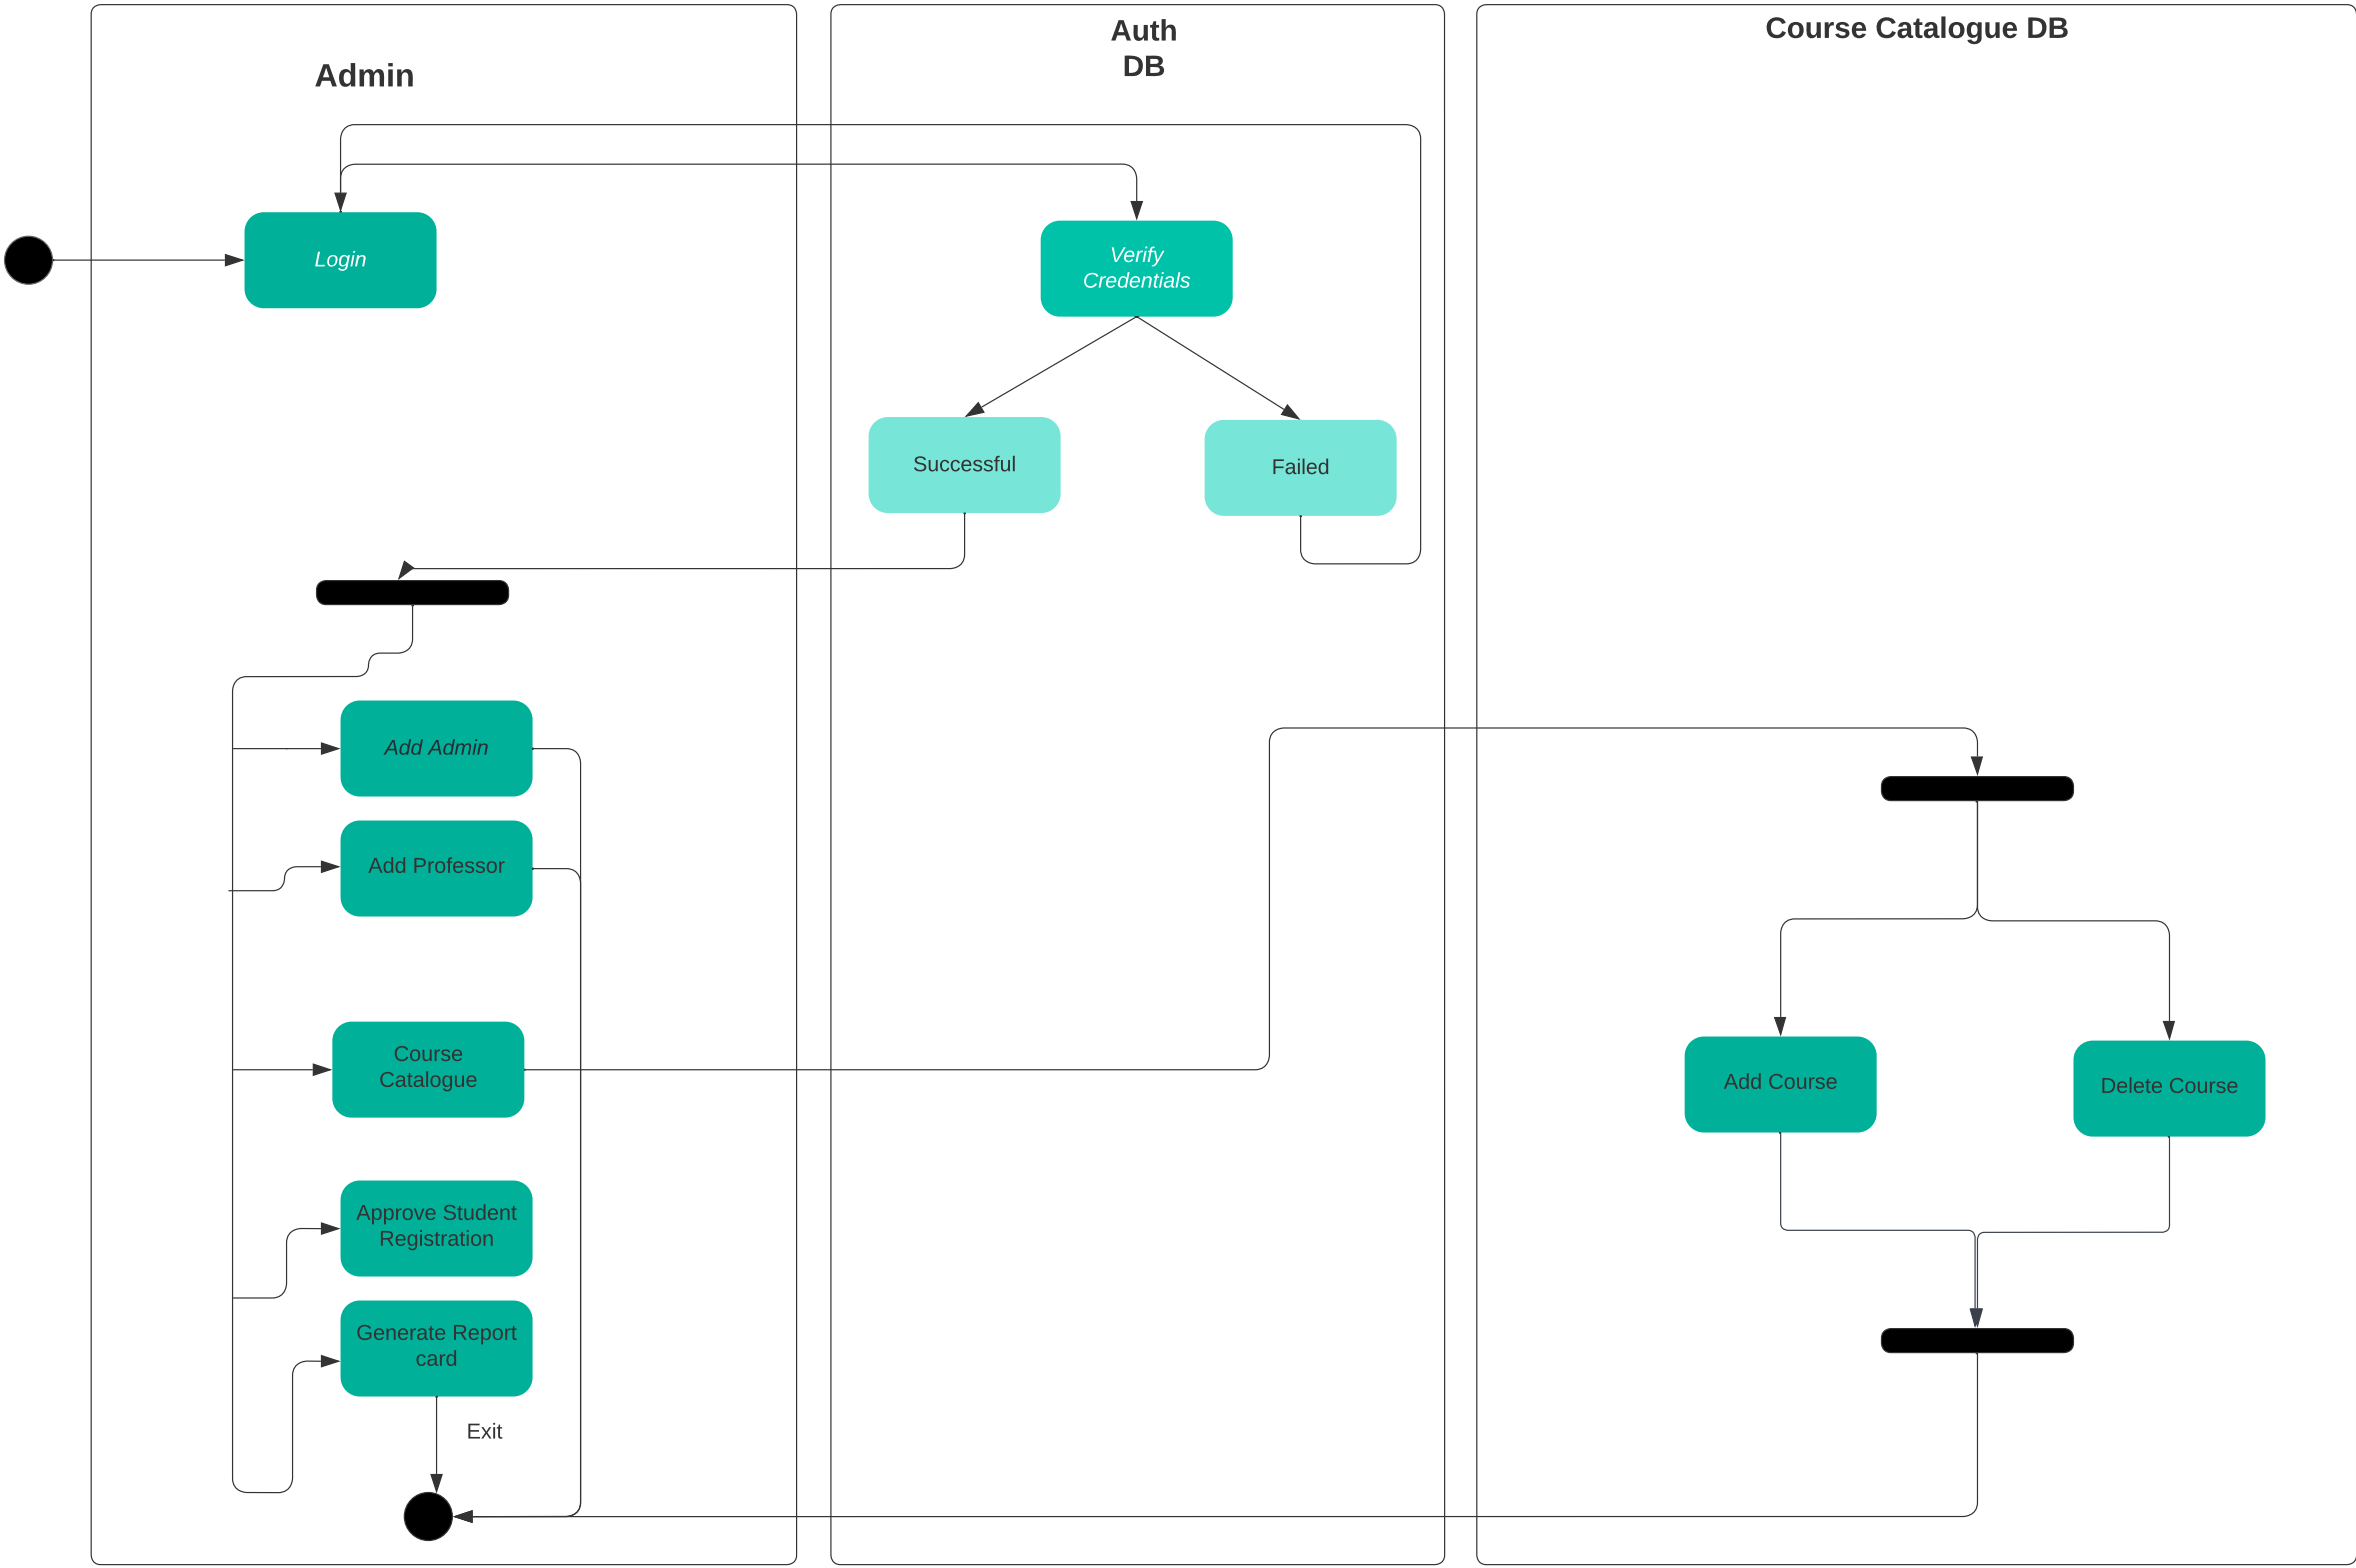 Admin
Auth
DB
Course Catalogue DB
Login
Verify
Credentials
Successful
Failed
Add Admin
Add Professor
Course
Catalogue
Add Course
Delete Course
Approve Student
Registration
Generate Report
card
Exit